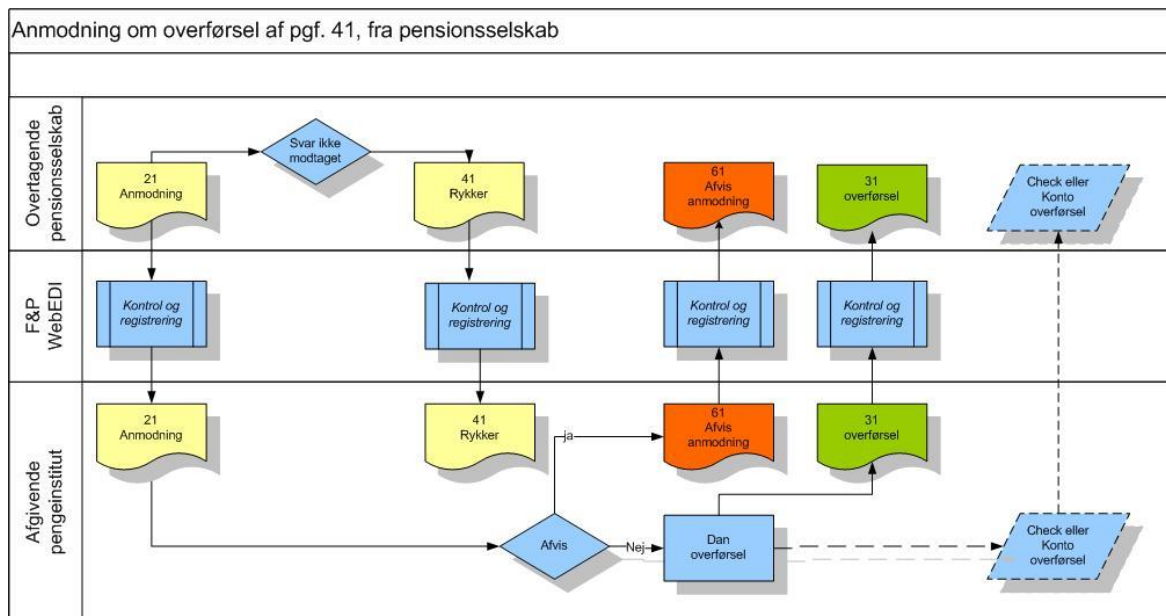 Anmodning om overførsel af pgf. 41, fra pensionsselskab
Overtagende
pensionsselskab
21
Anmodning
Svar ikke
modtaget
41
Rykker
61
Afvis
anmodning
31
overførsel
Check eller
Konto
overførsel
F&P
WebEDI
Kontrol og
registrering
Kontrol og
registrering
Kontrol og
registrering
Kontrol og
registrering
Afgivende
pengeinstitut
21
Anmodning
41
Rykker
ja
61
Afvis
anmodning
31
overførsel
Afvis
Nej
Dan
overførsel
Check eller
Konto
overførsel